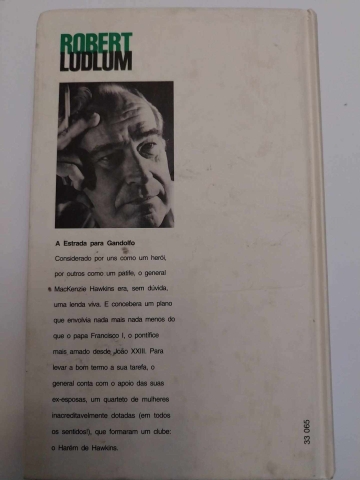 ROBERT
LUDLUM
A Estrada para Gandolfo
Considerado por uns como um harói,
por outros como um patife, o general
MacKenzie Hawkins era, sem dúvida,
uma lenda viva. E concebera um plano
que envolvia nada mais nada menos do
que o papa Francisco I, o pontífice
mais amado desde João XXIII. Para
levar a bom termo a sua tarefa, o
general conta com o apoio das suas
ex-esposas, um quarteto de mulheres
inacreditavelmente dotadas (em todos
os sentidos!), que formaram um clube:
o Harém de Hawkins.
33 065